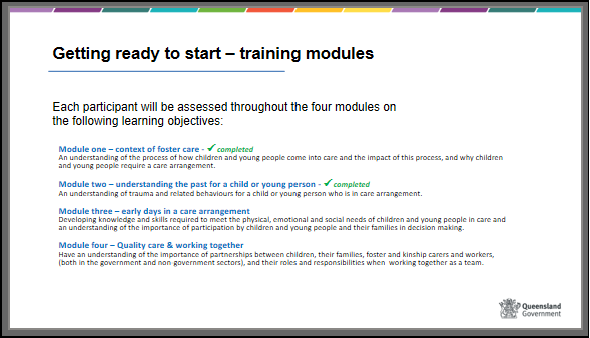 Getting ready to start – training modules
Each participant will be assessed throughout the four modules on
the following learning objectives:
Module one – context of foster care - ✓ completed
An understanding of the process of how children and young people come into care and the impact of this process, and why children
and young people require a care arrangement.
Module two – understanding the past for a child or young person - ✓ completed
An understanding of trauma and related behaviours for a child or young person who is in care arrangement.
Module three – early days in a care arrangement
Developing knowledge and skills required to meet the physical, emotional and social needs of children and young people in care and
an understanding of the importance of participation by children and young people and their families in decision making.
Module four – Quality care & working together
Have an understanding of the importance of partnerships between children, their families, foster and kinship carers and workers,
(both in the government and non-government sectors), and their roles and responsibilities when working together as a team.
Queensland
Government